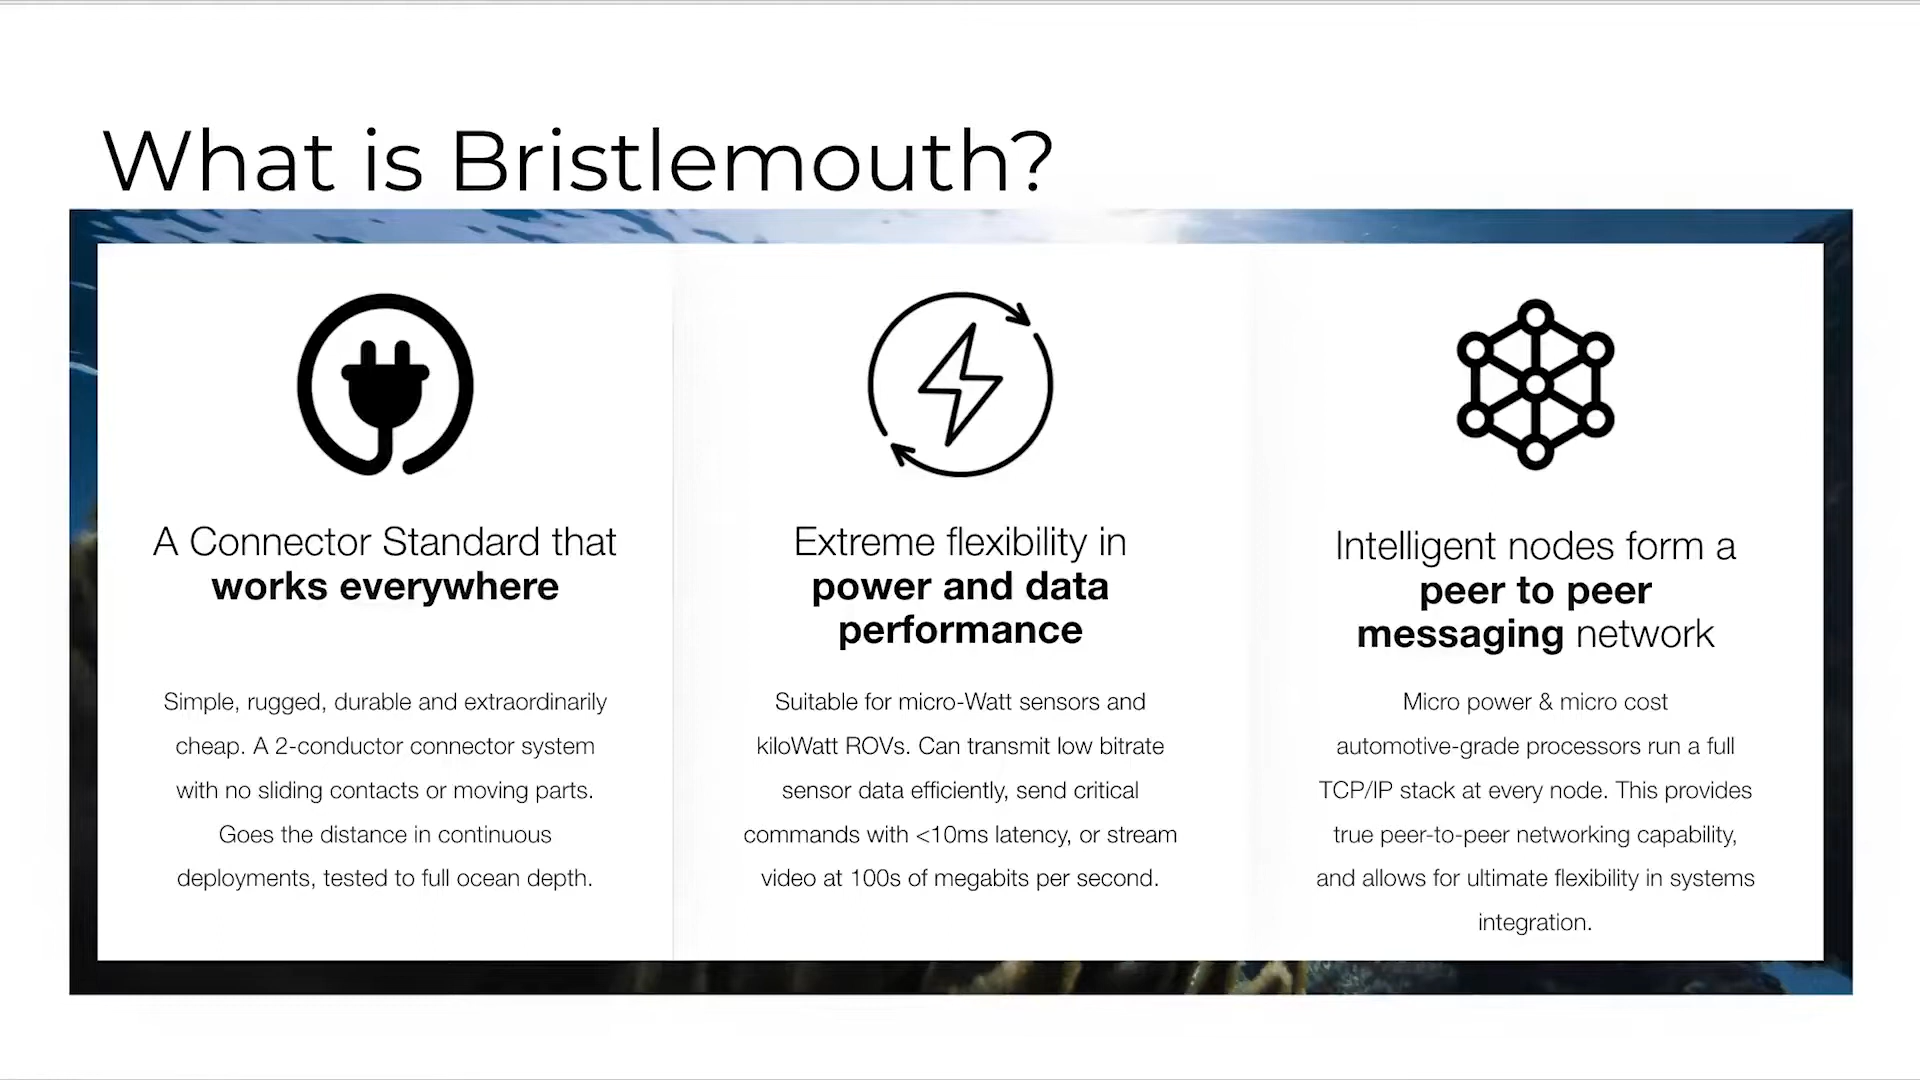 What is Bristlemouth?
A Connector Standard that
works everywhere
Simple, rugged, durable and extraordinarily
cheap. A 2-conductor connector system
with no sliding contacts or moving parts.
Goes the distance in continuous
deployments, tested to full ocean depth.
Extreme flexibility in
power and data
performance
Suitable for micro-Watt sensors and
kiloWatt ROVs. Can transmit low bitrate
sensor data efficiently, send critical
commands with <10ms latency, or stream
video at 100s of megabits per second.
Intelligent nodes form a
peer to peer
messaging network
Micro power & micro cost
automotive-grade processors run a full
TCP/IP stack at every node. This provides
true peer-to-peer networking capability,
and allows for ultimate flexibility in systems
integration.